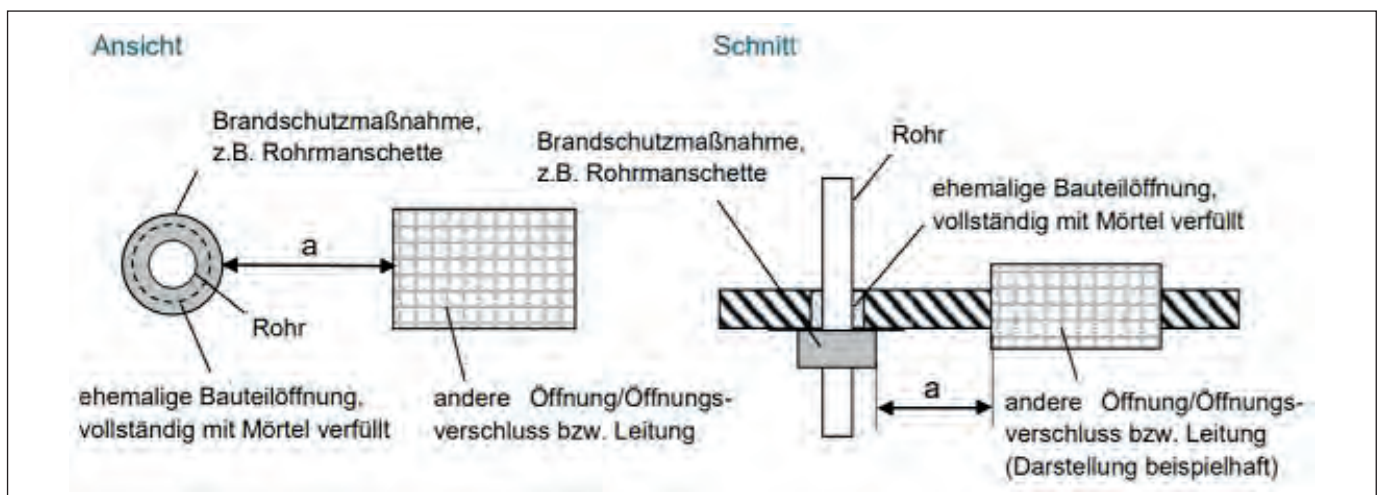 Ansicht
Brandschutzmaßnahme,
z.B. Rohrmanschette
a
Rohr
ehemalige Bauteilöffnung,
vollständig mit Mörtel verfüllt
andere Öffnung/Öffnungs-
verschluss bzw. Leitung
Schnitt
Brandschutzmaßnahme,
z.B. Rohrmanschette
Rohr
ehemalige Bauteilöffnung,
vollständig mit Mörtel verfüllt
a
andere Öffnung/Öffnungs-
verschluss bzw. Leitung
(Darstellung beispielhaft)